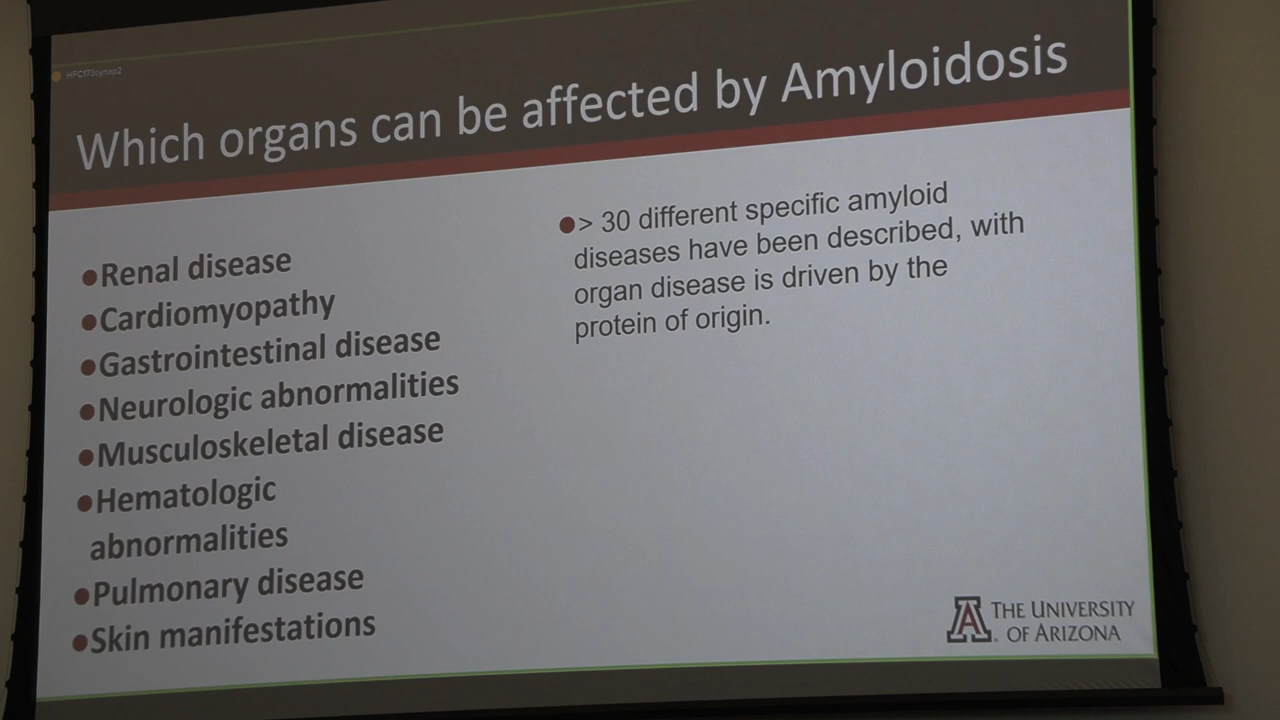 HFC173cynap2
Which organs can be affected by Amyloidosis
●Renal disease
●Cardiomyopathy
●Gastrointestinal disease
●Neurologic abnormalities
●Musculoskeletal disease
●Hematologic
abnormalities
●Pulmonary disease
●Skin manifestations
●> 30 different specific amyloid
diseases have been described, with
organ disease is driven by the
protein of origin.
A
THE UNIVERSITY
OF ARIZONA